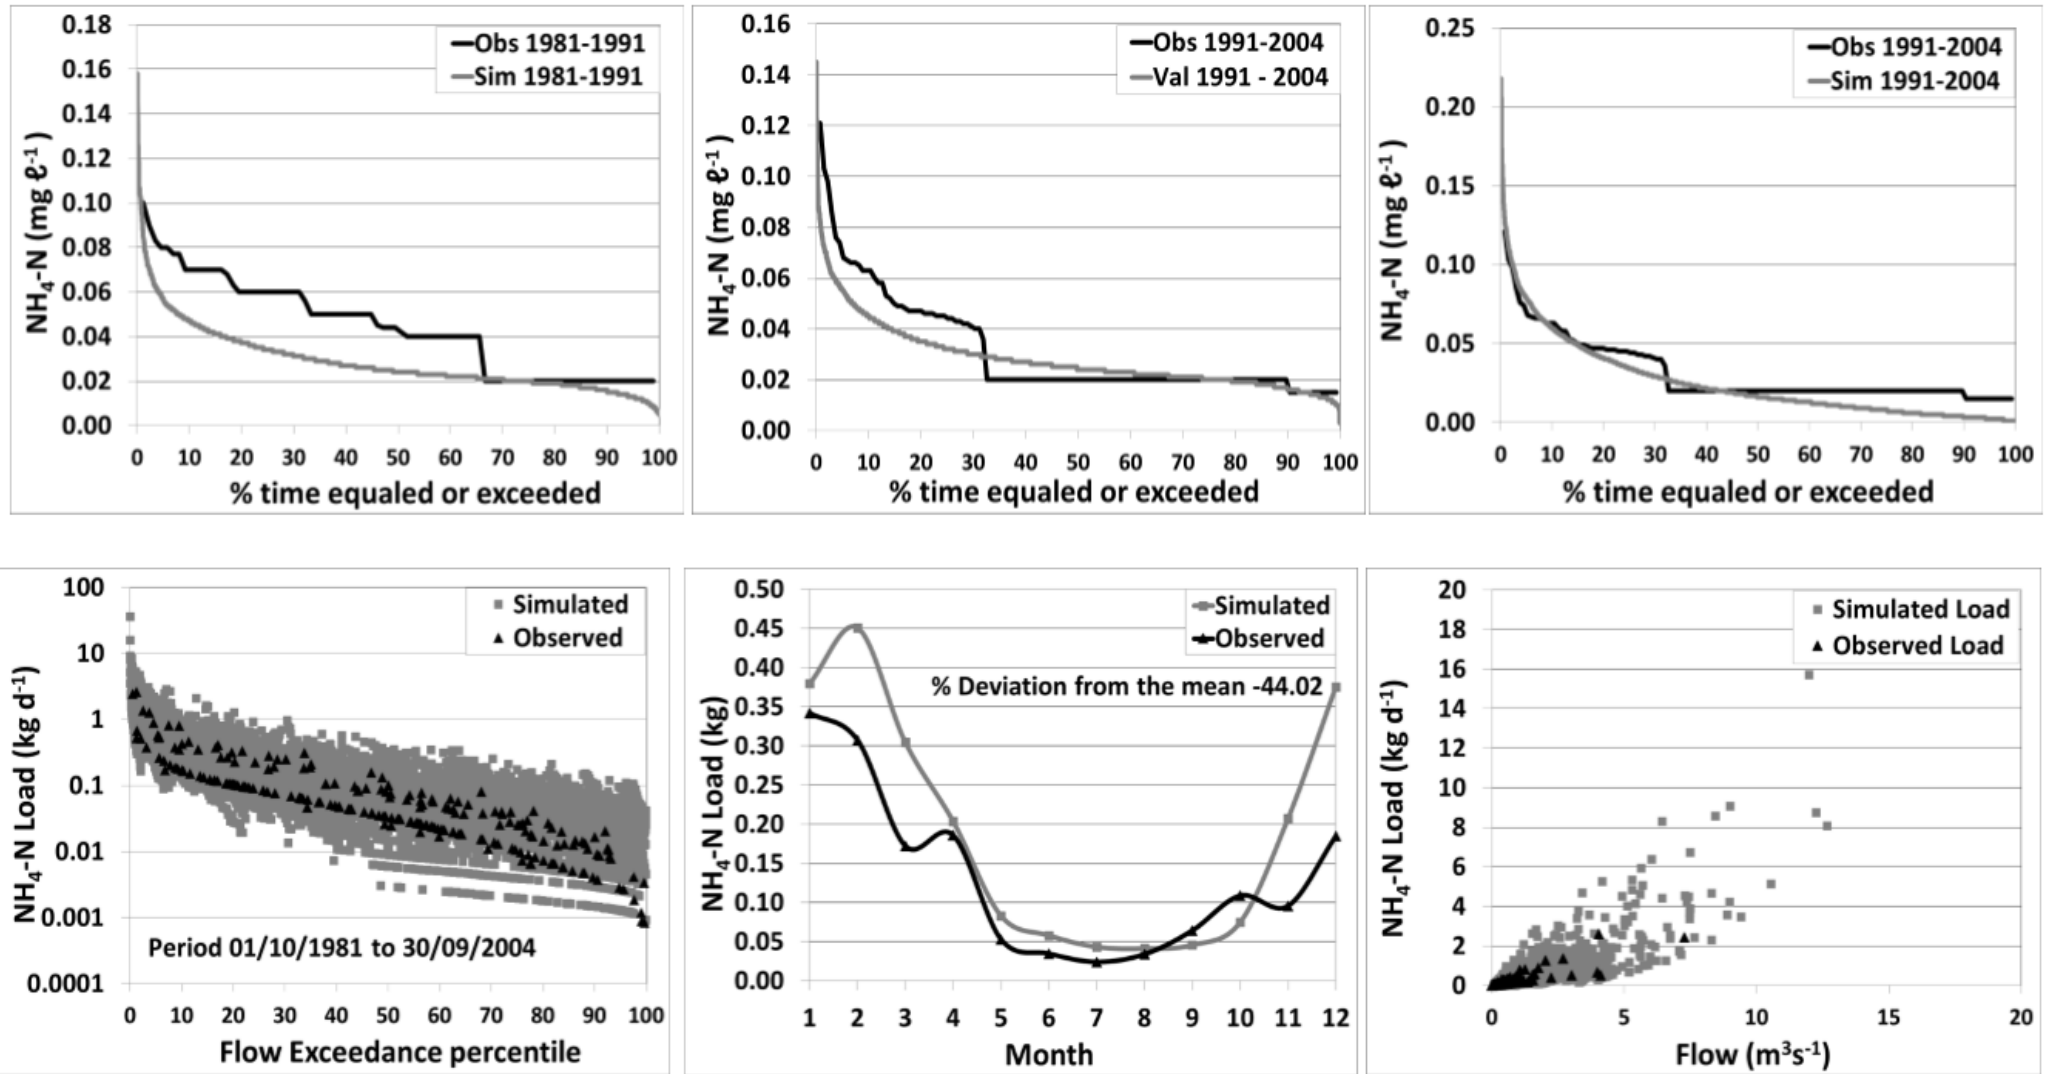 0.18
0.16
0.14
0.12
0.10
0.08
0.06
0.04
0.02
0.00
NH4-N (mg ℓ-1 )
Obs 1981-1991
Sim 1981-1991
0 10 20 30 40 50 60 70 80 90 100
% time equaled or exceeded
0.16
0.14
0.12
0.10
0.08
0.06
0.04
0.02
0.00
NH4-N (mg ℓ-1 )
Obs 1991-2004
Val 1991 - 2004
0 10 20 30 40 50 60 70 80 90 100
% time equaled or exceeded
0.25
0.20
0.15
0.10
0.05
0.00
NH4-N (mg ℓ-1 )
Obs 1991-2004
Sim 1991-2004
0 10 20 30 40 50 60 70 80 90 100
% time equaled or exceeded
100
10
1
0.1
0.01
0.001
0.0001
NH4-N Load (kg d-1)
Simulated
Observed
Period 01/10/1981 to 30/09/2004
0 10 20 30 40 50 60 70 80 90 100
Flow Exceedance percentile
0.50
0.45
0.40
0.35
0.30
0.25
0.20
0.15
0.10
0.05
0.00
NH4-N Load (kg)
Simulated
Observed
% Deviation from the mean -44.02
1 2 3 4 5 6 7 8 9 10 11 12
Month
20
18
16
14
12
10
8
6
4
2
0
NH4-N Load (kg d-1)
Simulated Load
Observed Load
0 5 10 15 20
Flow (m3s-1)